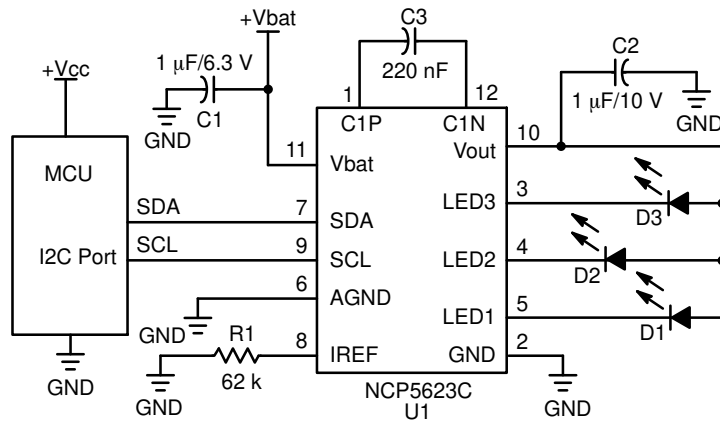 +Vbat
C3
C2
+Vcc
1 µF/6.3 V
220 nF
1 µF/10 V
1
12
GND
C1
C1P
C1N
10
GND
MCU
11
Vbat
Vout
SDA
7
SDA
LED3
3
D3
SCL
9
I2C Port
SCL
LED2
4
D2
6
AGND
GND
LED1
5
D1
R1
8
IREF
GND
2
GND
GND
62 k
NCP5623C
GND
U1